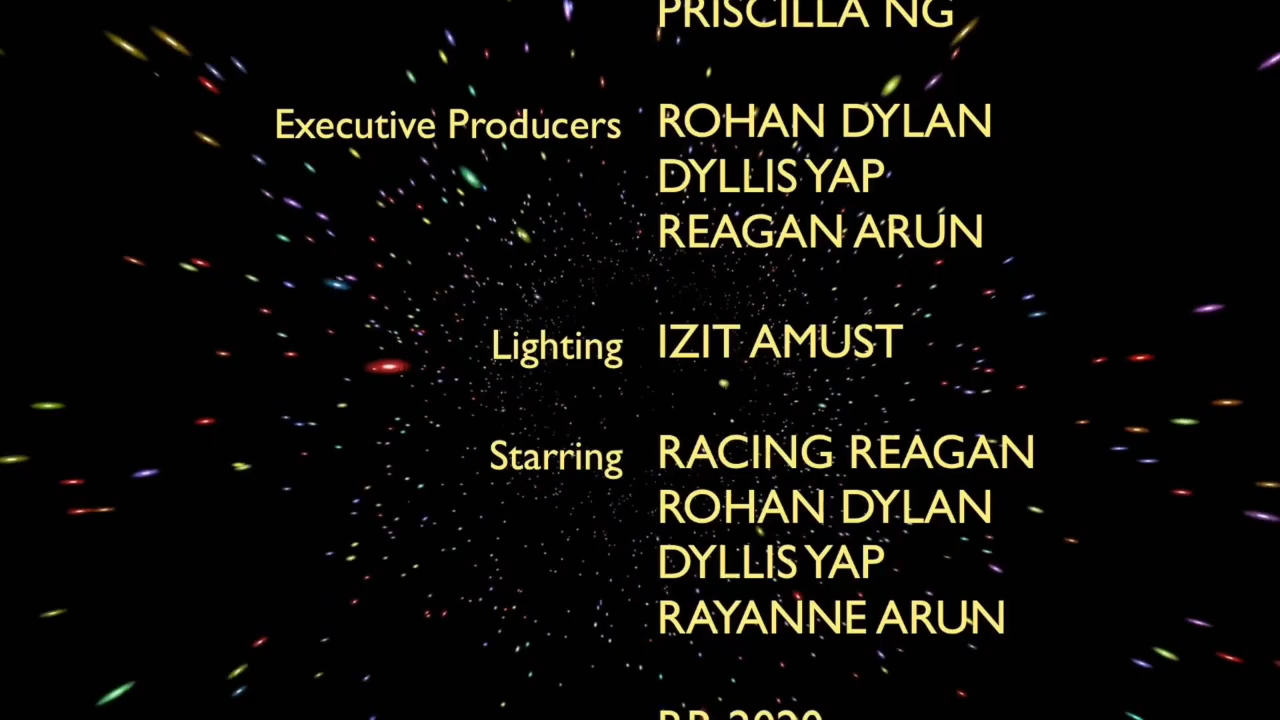 PRISCILLA NG
Executive Producers ROHAN DYLAN
DYLLIS YAP
REAGAN ARUN
Lighting IZIT AMUST
Starring RACING REAGAN
ROHAN DYLAN
DYLLIS YAP
RAYANNE ARUN
2020